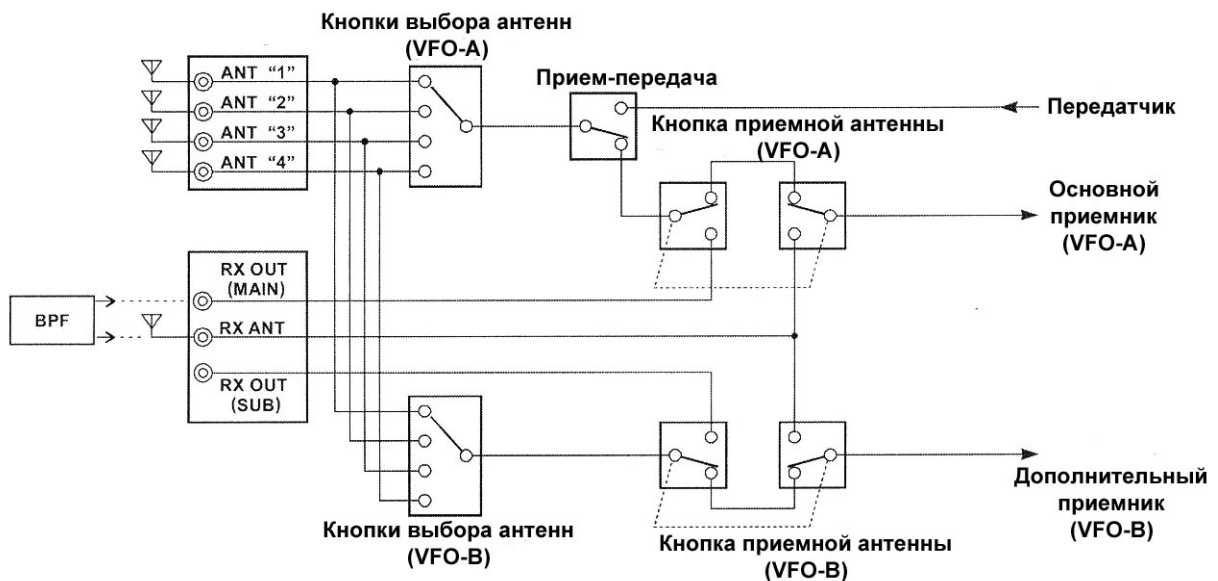 Кнопки выбора антенн
(VFO-A)
ANT “1”
ANT “2”
ANT “3”
ANT “4”
Прием-передача
Передатчик
Кнопка приемной антенны
(VFO-A)
Основной
приемник
(VFO-A)
RX OUT
(MAIN)
BPF
RX ANT
RX OUT
(SUB)
Кнопки выбора антенн
(VFO-B)
Кнопка приемной антенны
(VFO-B)
Дополнительный
приемник
(VFO-B)